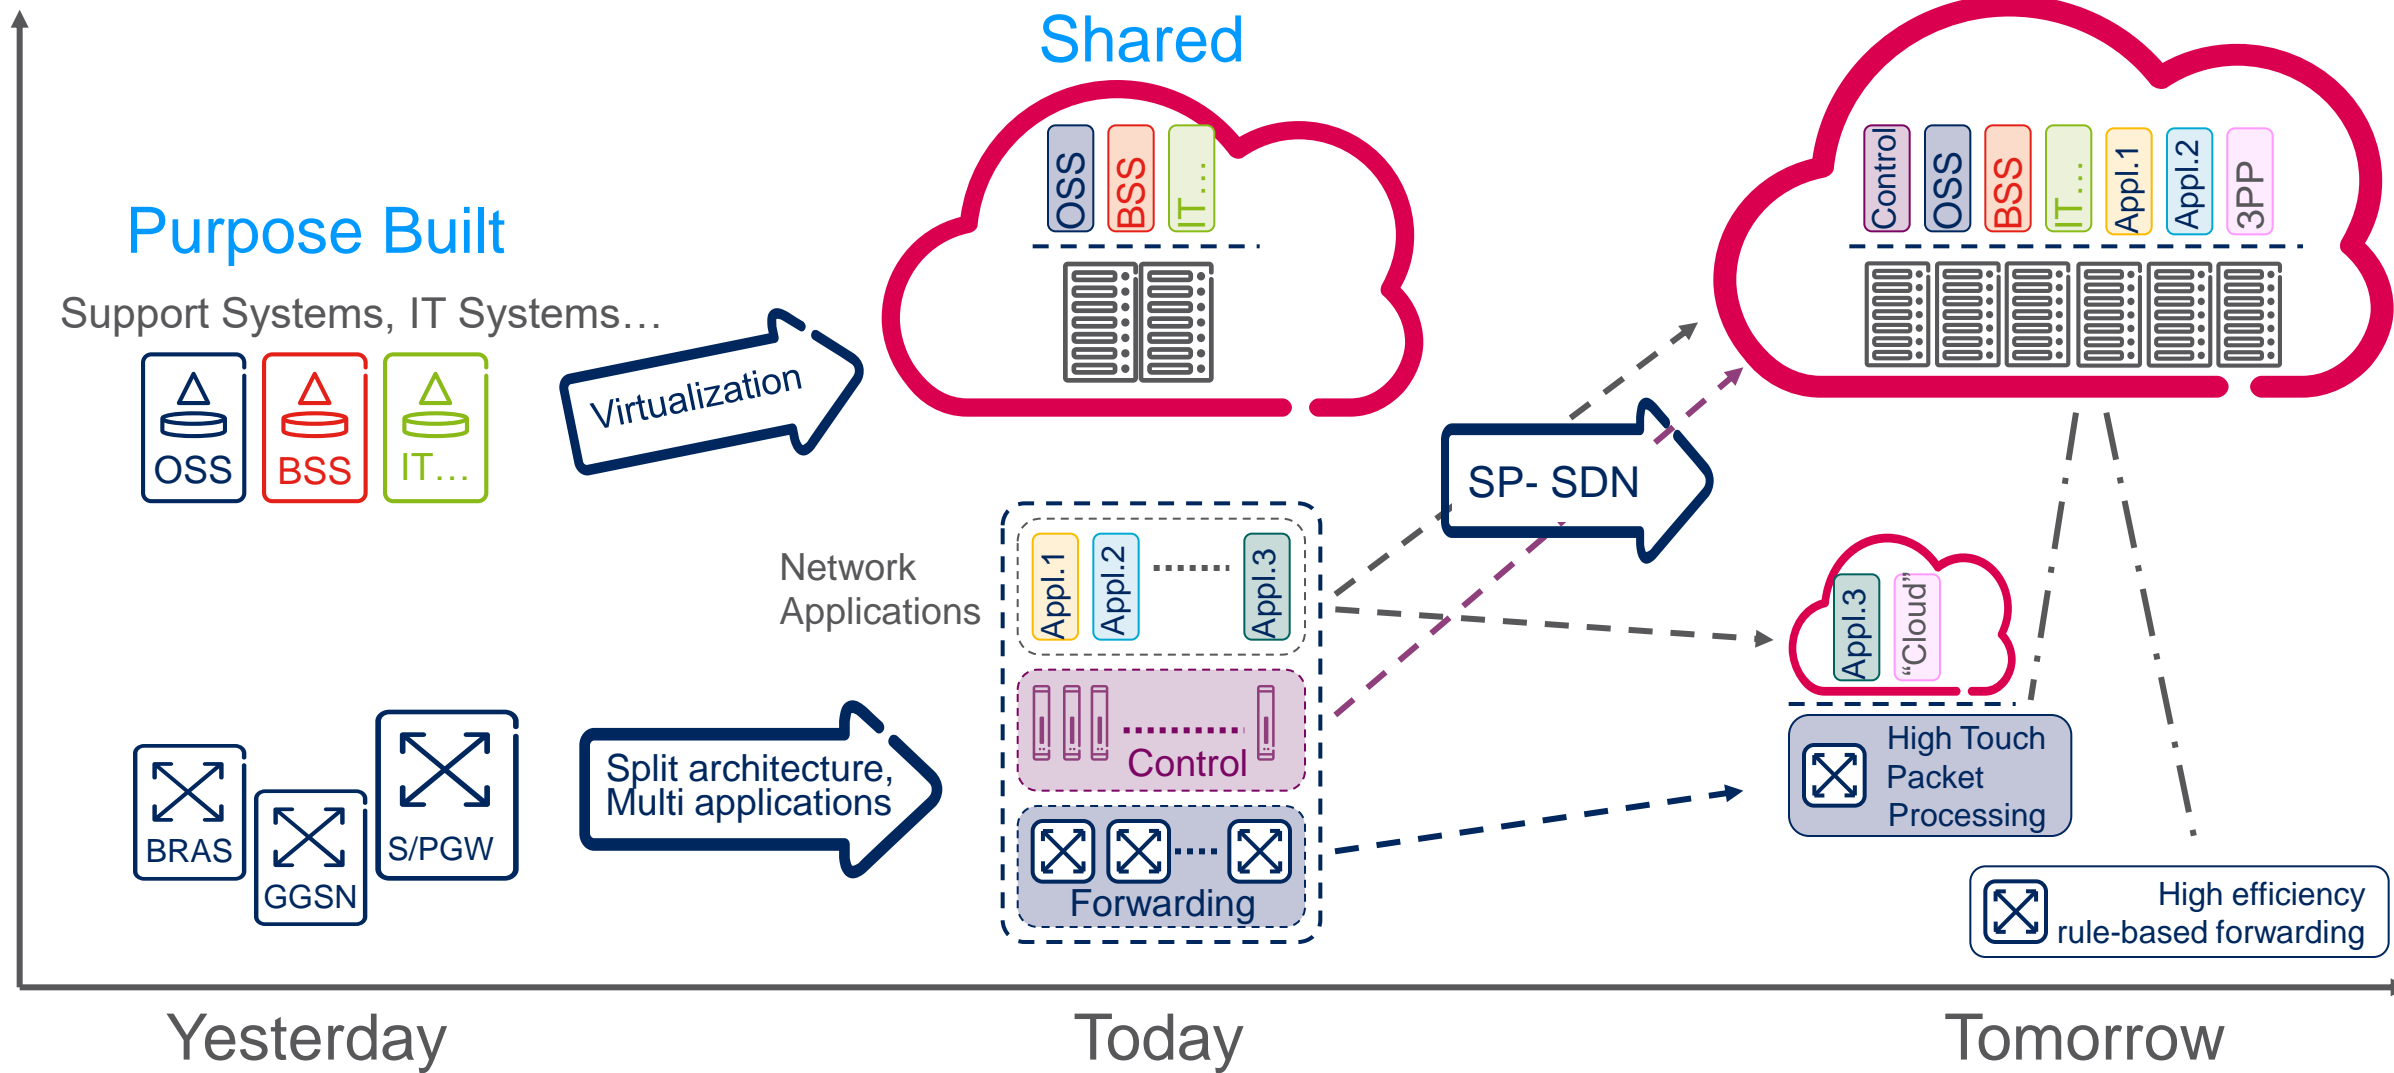 Purpose Built
Support Systems, IT Systems…
OSS
BSS
IT…
Virtualization
BRAS
GGSN
S/PGW
Split architecture,
Multi applications
Shared
OSS
BSS
IT…
Network
Applications
Appl.1
Appl.2
Appl.3
Control
Forwarding
SP- SDN
Control
OSS
BSS
IT…
Appl.1
Appl.2
3PP
Appl.3
“Cloud”
High Touch
Packet
Processing
High efficiency
rule-based forwarding
Yesterday
Today
Tomorrow